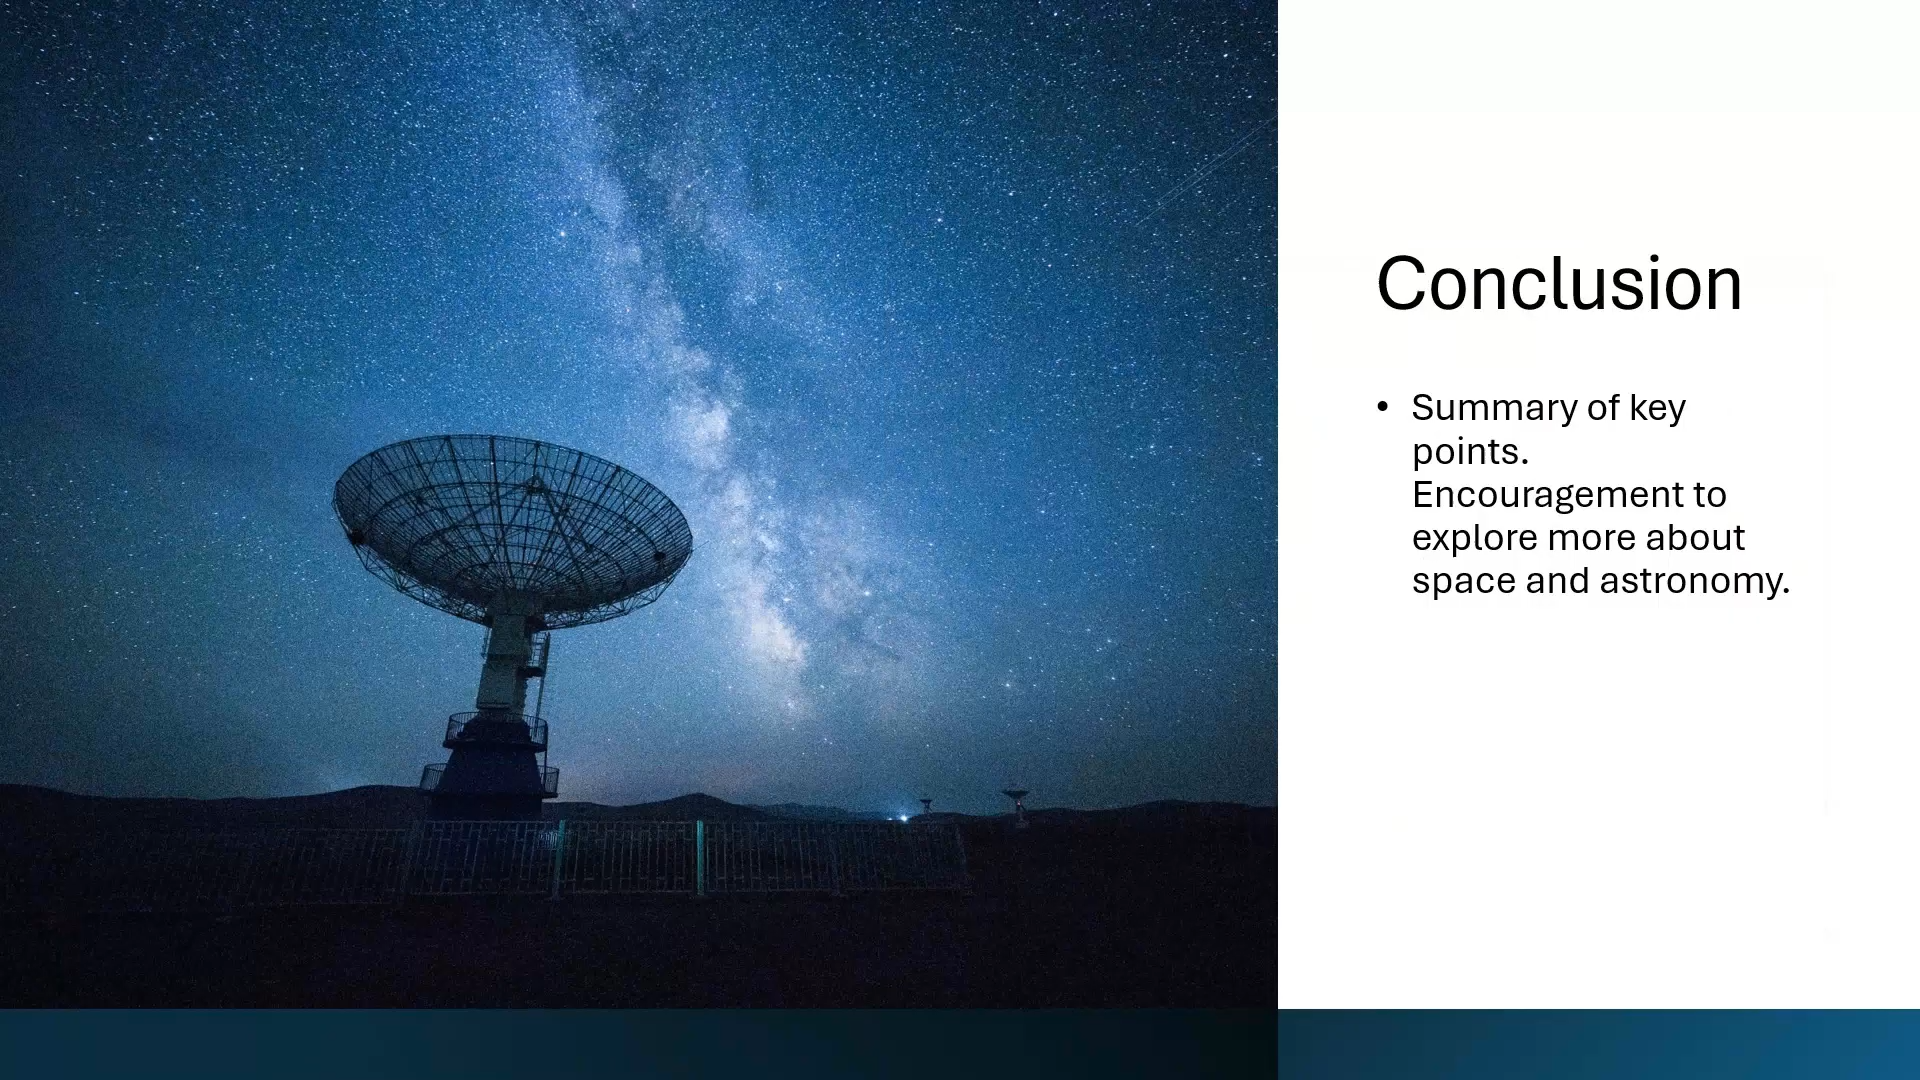 Conclusion
• Summary of key
points.
Encouragement to
explore more about
space and astronomy.